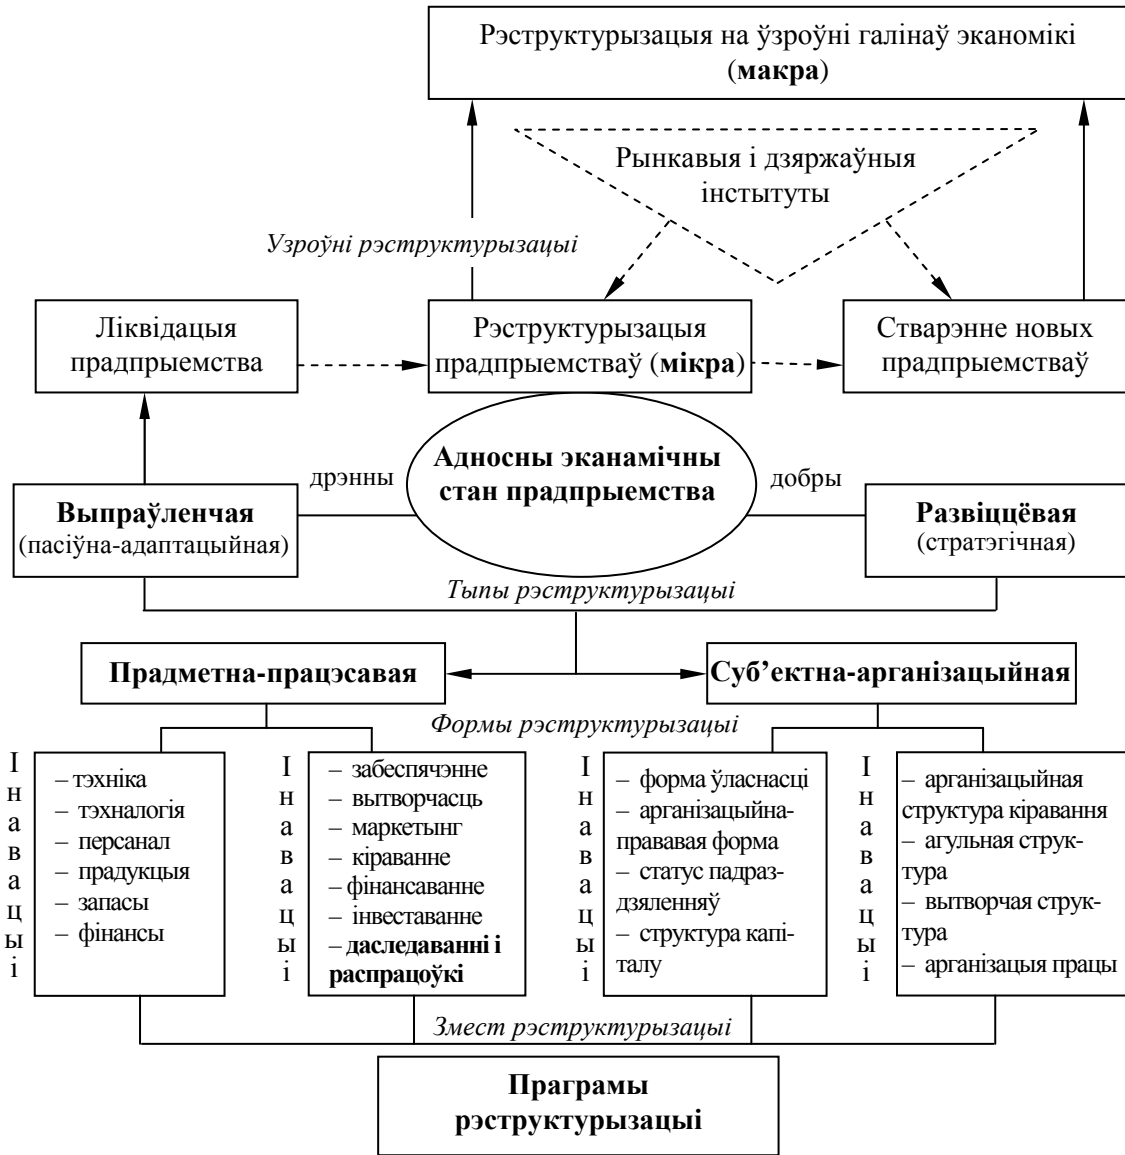 Рэструктурызацыя на ўзроўні галінаў эканомікі
(макра)
Рынкавыя і дзяржаўныя
інстытуты
Узроўні рэструктурызацыі
Ліквідацыя
прадпрыемства
Рэструктурызацыя
прадпрыемстваў (мікра)
Стварэнне новых
прадпрыемстваў
дрэнны
Адносны эканамічны
стан прадпрыемства
добры
Выпраўленчая
(пасіўна-адаптацыйная)
Развіццёвая
(стратэгічная)
Тыпы рэструктурызацыі
Прадметна-працэсавая
Суб’ектна-арганізацыйная
Формы рэструктурызацыі
Інавацыі
– тэхніка
– тэхналогія
– персанал
– прадукцыя
– запасы
– фінансы
Інавацыі
– забеспячэнне
– вытворчасць
– маркетынг
– кіраванне
– фінансаванне
– інвеставанне
– даследаванні і
распрацоўкі
Інавацыі
– форма ўласнасці
– арганізацыйна-
прававая форма
– статус падраз-
дзяленняў
– структура капі-
талу
Інавацыі
– арганізацыйная
структура кіравання
– агульная струк-
тура
– вытворчая струк-
тура
– арганізацыя працы
Змест рэструктурызацыі
Праграмы
рэструктурызацыі